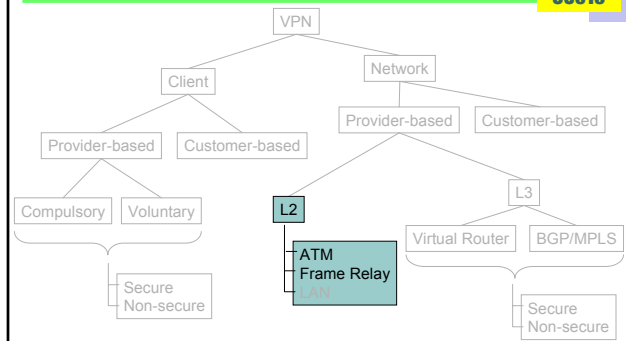 VPN
Client
Network
Provider-based
Customer-based
Provider-based
Customer-based
Compulsory
Voluntary
L2
L3
ATM
Frame Relay
LAN
Virtual Router
BGP/MPLS
Secure
Non-secure
Secure
Non-secure